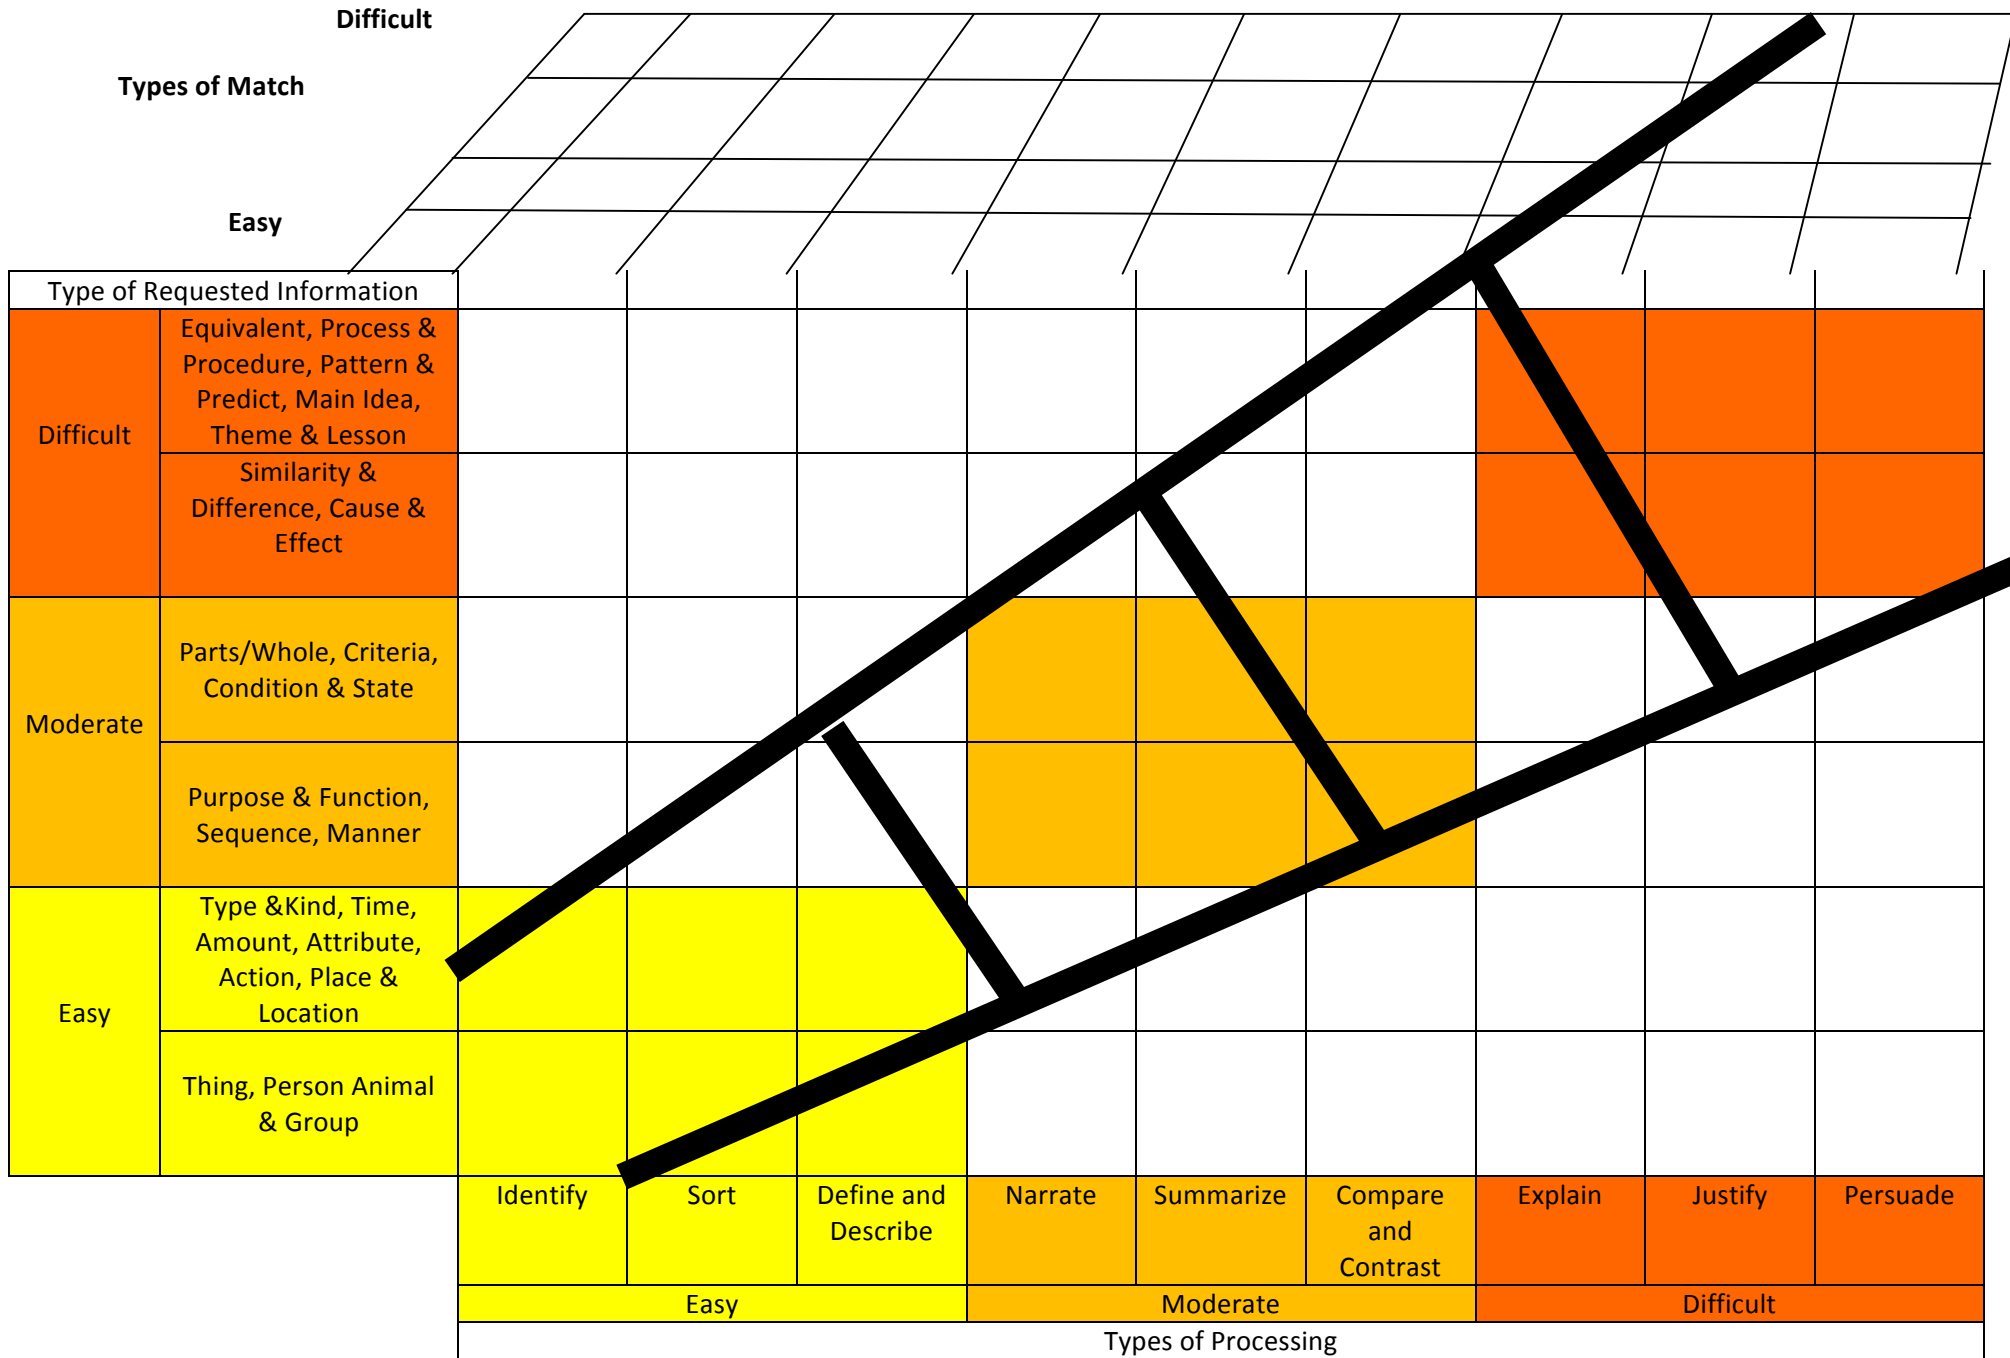 Difficult
Types of Match
Easy
Type of Requested Information
Difficult
Equivalent, Process &
Procedure, Pattern &
Predict, Main Idea,
Theme & Lesson
Similarity &
Difference, Cause &
Effect
Moderate
Parts/Whole, Criteria,
Condition & State
Purpose & Function,
Sequence, Manner
Easy
Type &Kind, Time,
Amount, Attribute,
Action, Place &
Location
Thing, Person Animal
& Group
Identify
Sort
Define and
Describe
Narrate
Summarize
Compare
and
Contrast
Explain
Justify
Persuade
Easy
Moderate
Difficult
Types of Processing